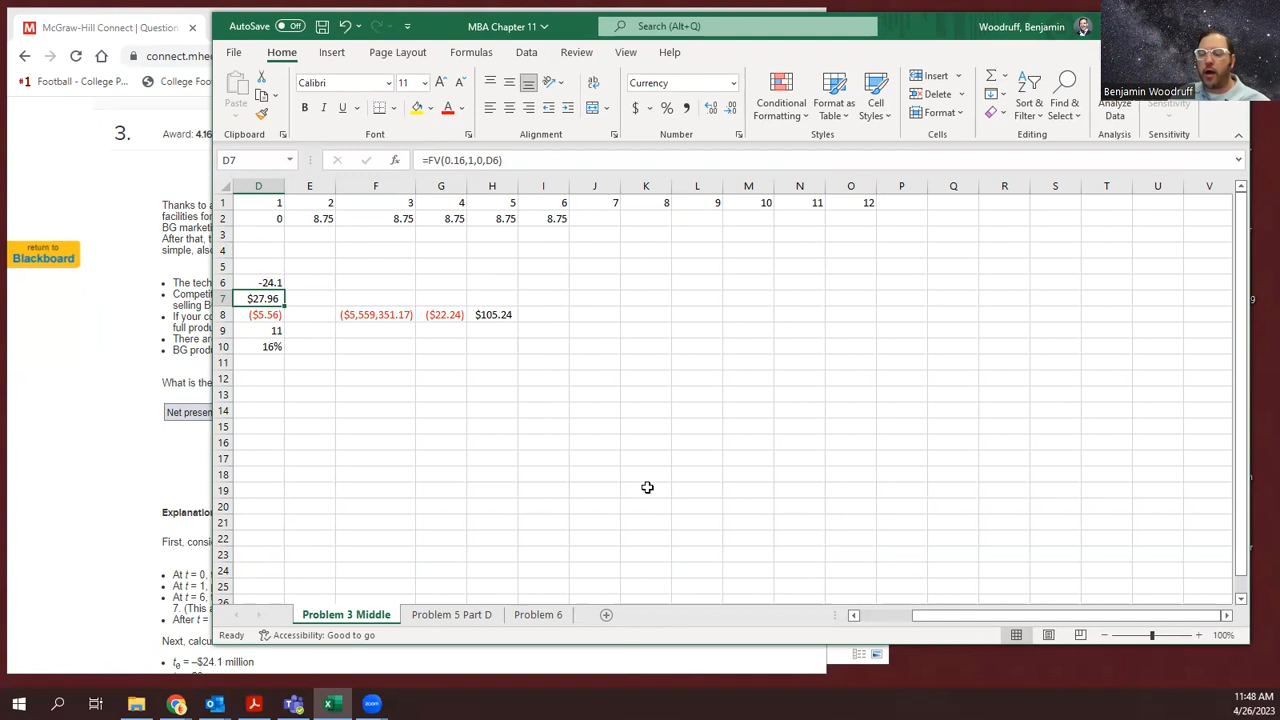 McGraw-Hill Connect | Question
connect.mhec
Football - College P...
College Foo
3.
Award: 4.16
Thanks to a
facilities for
BG market
After that, t
simple, also
return to
Blackboard
The tech
Competit
selling B
If your co
full produ
There are
BG prod
What is the
Net presen
Explanation
First, consid
At t = 0,
At t = 1,
At t = 6,
7. (This a
After t =
Next, calcu
t0 = –$24.1 million
AutoSave Off
MBA Chapter 11
Search (Alt+Q)
Woodruff, Benjamin
File Home Insert Page Layout Formulas Data Review View Help
Paste
Calibri 11
B I U
Currency
Conditional Formatting
Format as Table
Cell Styles
Insert
Delete
Format
Sort & Filter
Find & Select
Analyze Data
Sensitivity
Clipboard Font Alignment Number Styles Cells Editing Analysis Sensitivity
Benjamin Woodruff
D7 fx =FV(0.16,1,0,D6)
D E F G H I J K L M N O P Q R S T U V
1 1 2 3 4 5 6 7 8 9 10 11 12
2 0 8.75 8.75 8.75 8.75 8.75
3
4
5
6 -24.1
7 $27.96
8 ($5.56) ($5,559,351.17) ($22.24) $105.24
9 11
10 16%
11
12
13
14
15
16
17
18
19
20
21
22
23
24
25
26
Problem 3 Middle Problem 5 Part D Problem 6
Ready Accessibility: Good to go 100%
11:48 AM
4/26/2023